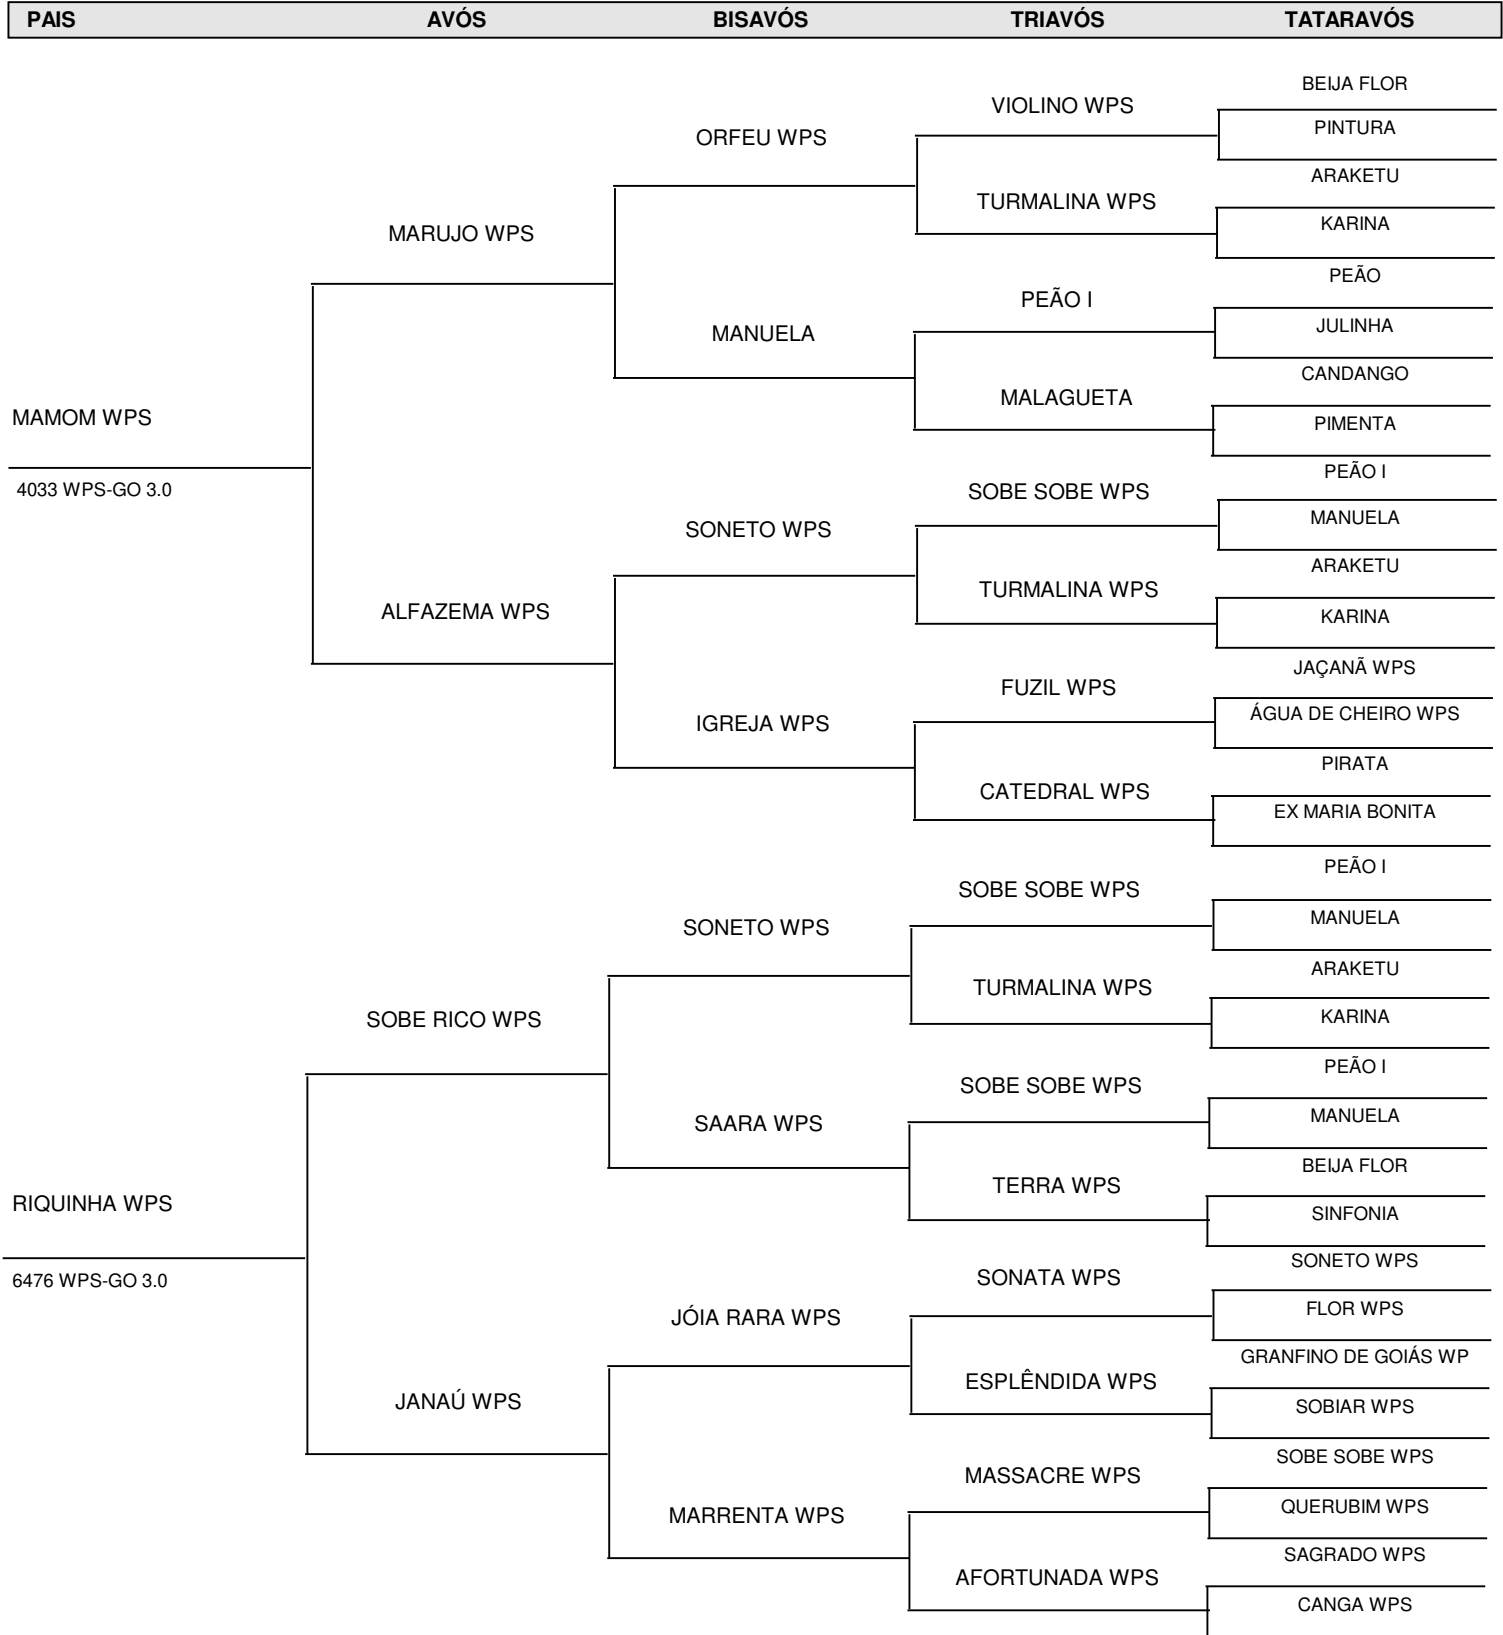 PAIS AVÓS BISAVÓS TRIAVÓS TATARAVÓS
BEIJA FLOR
VIOLINO WPS
PINTURA
ORFEU WPS
ARAKETU
TURMALINA WPS
KARINA
MARUJO WPS
PEÃO
PEÃO I
JULINHA
MANUELA
CANDANGO
MALAGUETA
PIMENTA
MAMOM WPS
4033 WPS-GO 3.0
PEÃO I
SOBE SOBE WPS
MANUELA
SONETO WPS
ARAKETU
TURMALINA WPS
KARINA
ALFAZEMA WPS
JAÇANÃ WPS
FUZIL WPS
ÁGUA DE CHEIRO WPS
IGREJA WPS
PIRATA
CATEDRAL WPS
EX MARIA BONITA
PEÃO I
SOBE SOBE WPS
MANUELA
SONETO WPS
ARAKETU
TURMALINA WPS
KARINA
SOBE RICO WPS
PEÃO I
SOBE SOBE WPS
MANUELA
SAARA WPS
BEIJA FLOR
TERRA WPS
SINFONIA
RIQUINHA WPS
6476 WPS-GO 3.0
SONETO WPS
SONATA WPS
FLOR WPS
JÓIA RARA WPS
GRANFINO DE GOIÁS WP
ESPLÊNDIDA WPS
SOBIAR WPS
JANAÚ WPS
SOBE SOBE WPS
MASSACRE WPS
QUERUBIM WPS
MARRENTA WPS
SAGRADO WPS
AFORTUNADA WPS
CANGA WPS